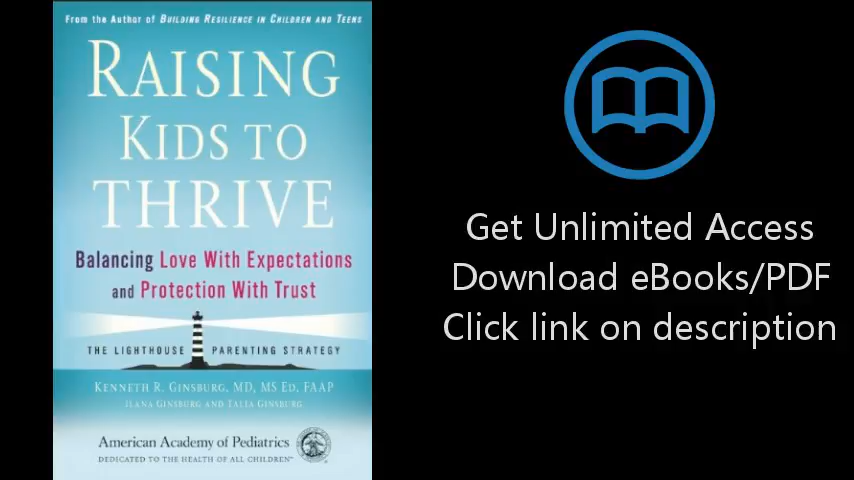 From the Author of BUILDING RESILIENCE IN CHILDREN AND TEENS
RAISING
KIDS TO
THRIVE
Balancing Love With Expectations
and Protection With Trust
THE LIGHTHOUSE PARENTING STRATEGY
KENNETH R. GINSBURG, MD, MS ED, FAAP
ILANA GINSBURG AND TALIA GINSBURG
American Academy of Pediatrics
DEDICATED TO THE HEALTH OF ALL CHILDREN™
Get Unlimited Access
Download eBooks/PDF
Click link on description